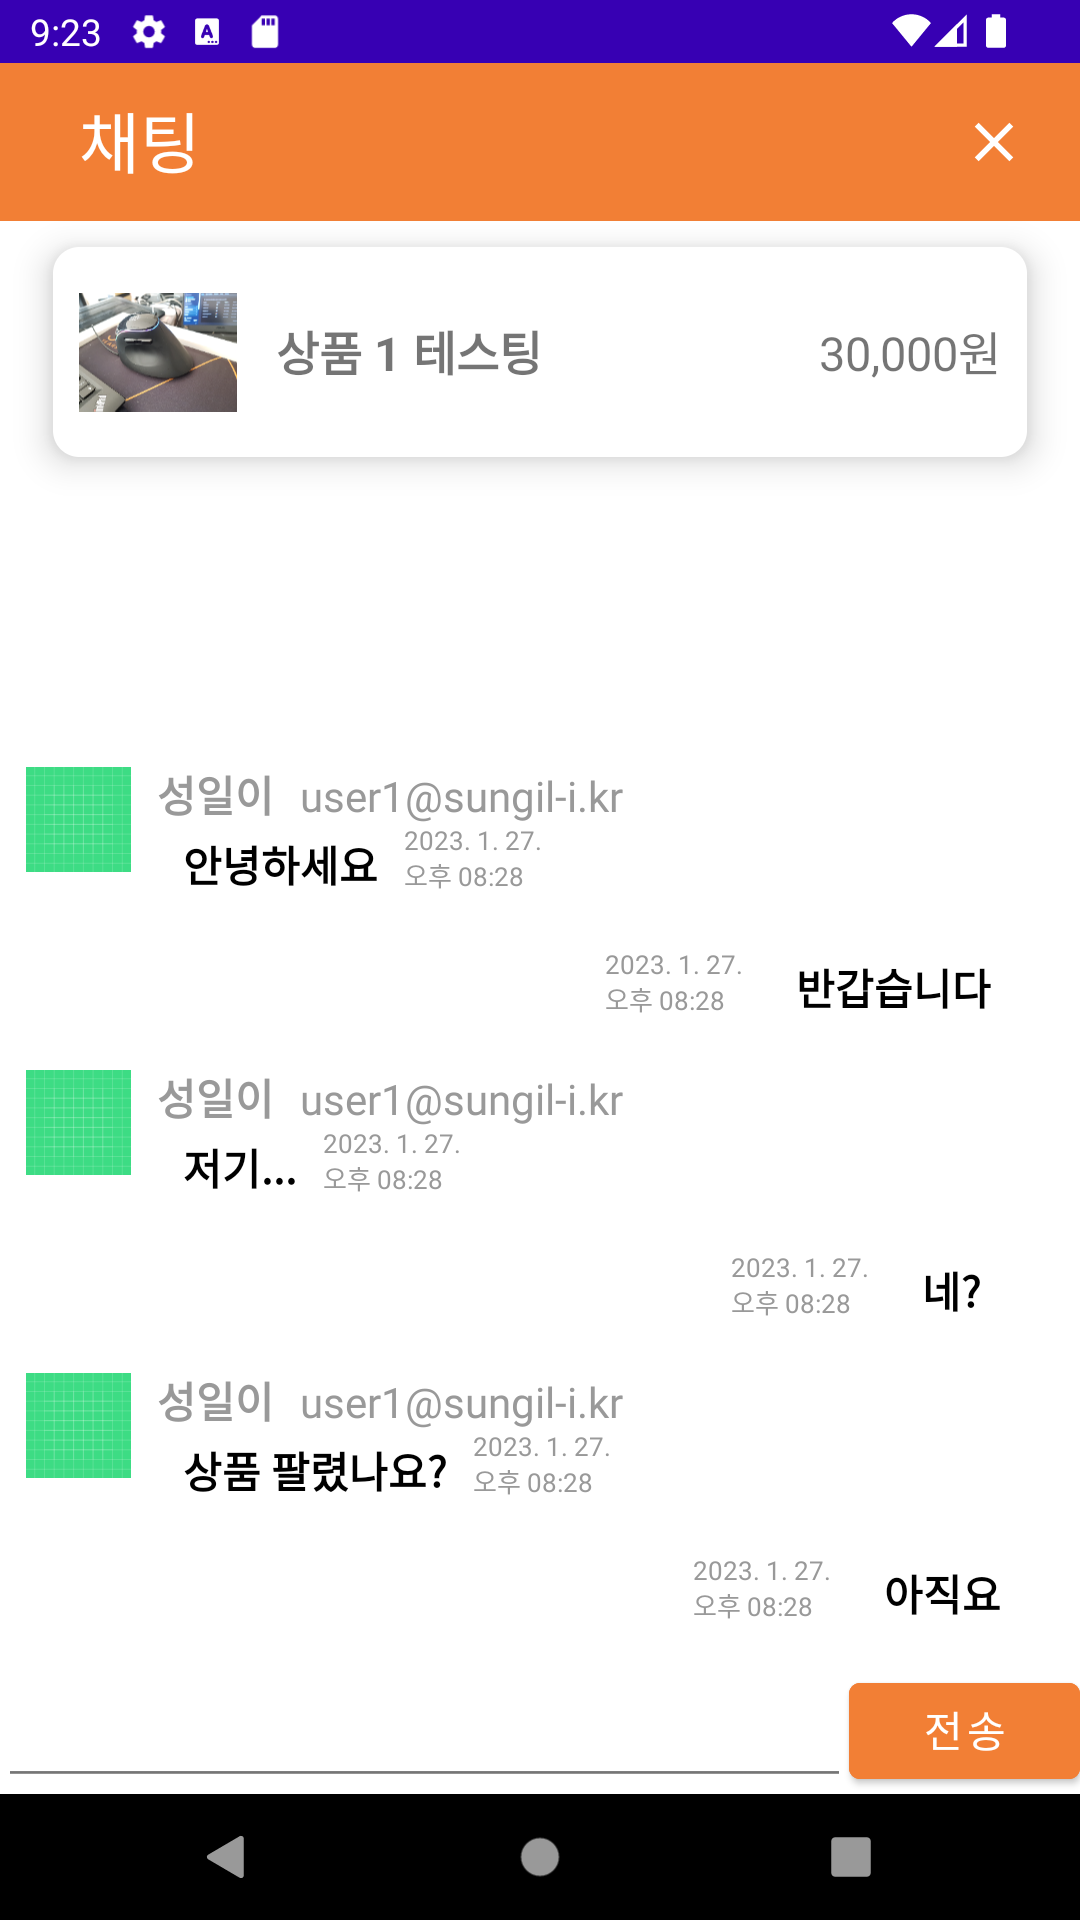 9:23
채팅
상품 1 테스팅
30,000원
성일이 user1@sungil-i.kr
안녕하세요
2023. 1. 27.
오후 08:28
2023. 1. 27.
오후 08:28
반갑습니다
성일이 user1@sungil-i.kr
저기...
2023. 1. 27.
오후 08:28
2023. 1. 27.
오후 08:28
네?
성일이 user1@sungil-i.kr
상품 팔렸나요?
2023. 1. 27.
오후 08:28
2023. 1. 27.
오후 08:28
아직요
전송